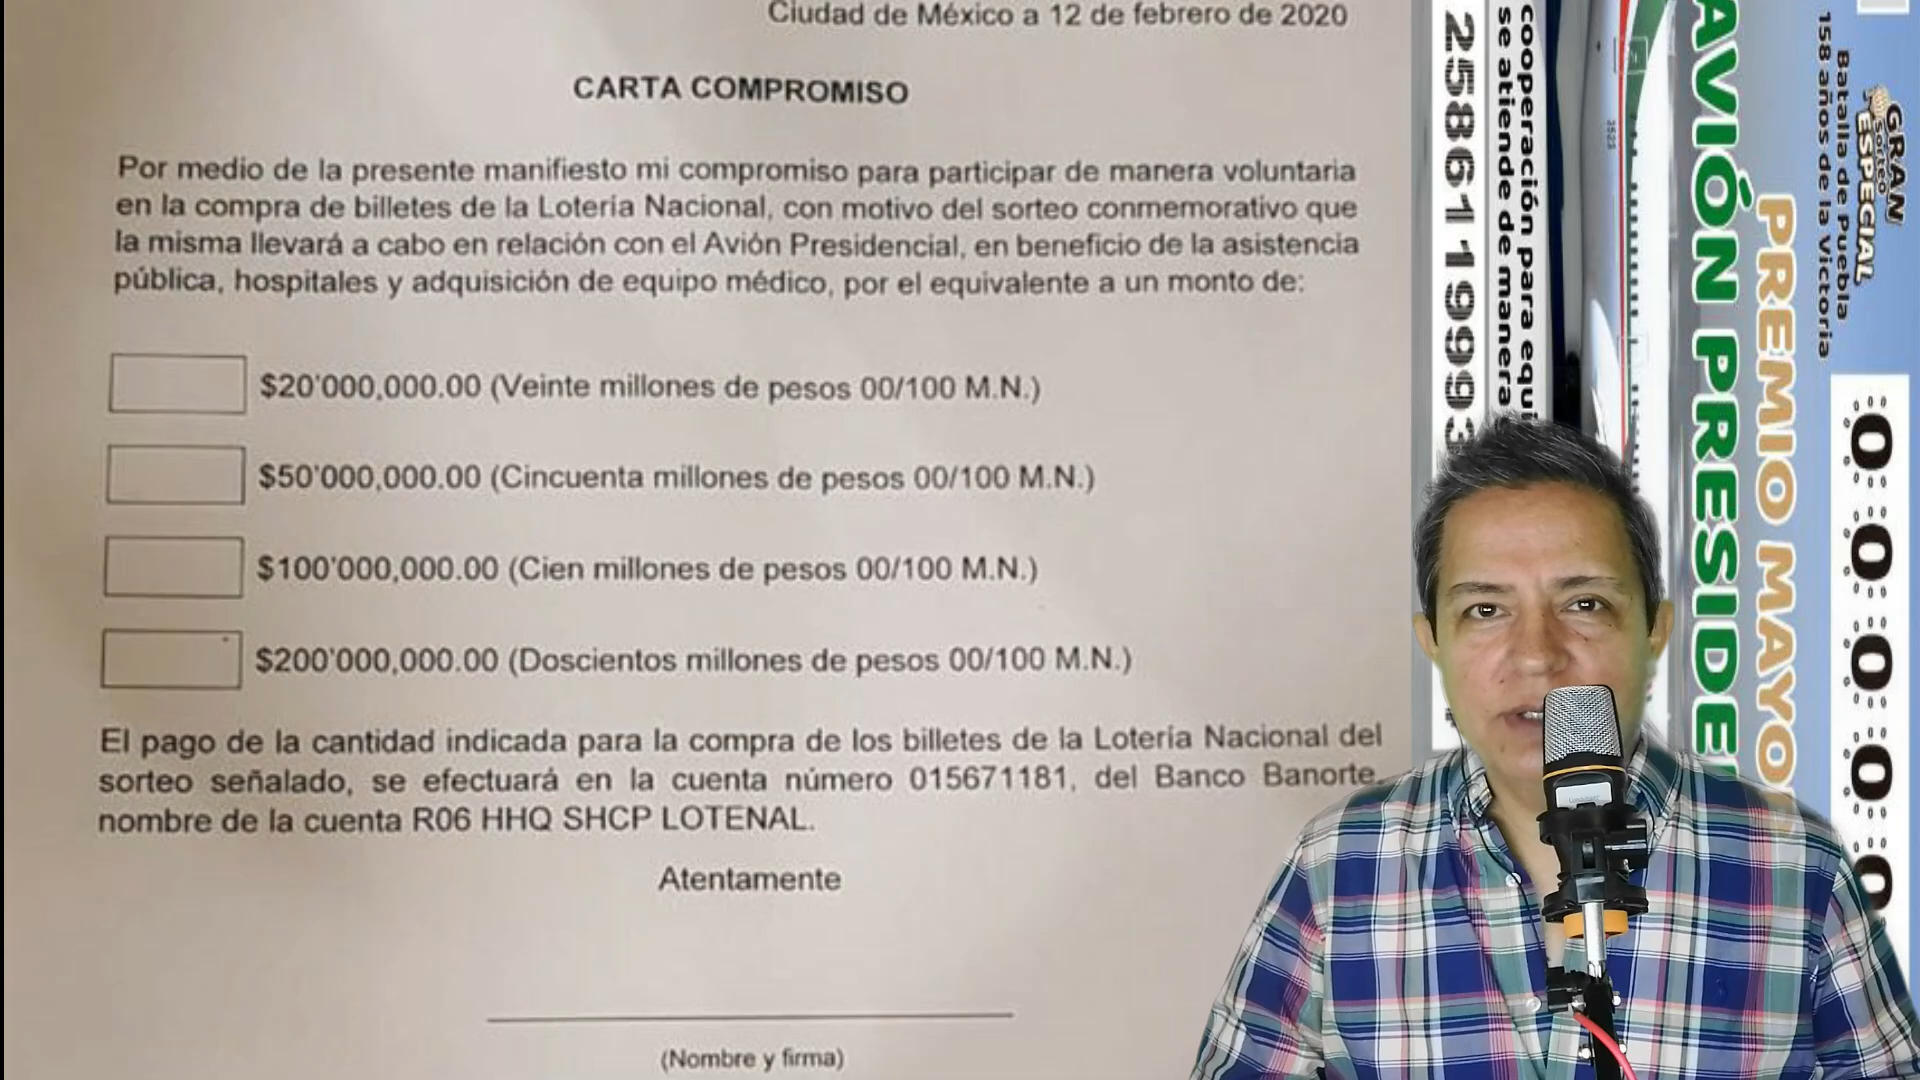 Ciudad de México a 12 de febrero de 2020
CARTA COMPROMISO
Por medio de la presente manifiesto mi compromiso para participar de manera voluntaria
en la compra de billetes de la Lotería Nacional, con motivo del sorteo conmemorativo que
la misma llevará a cabo en relación con el Avión Presidencial, en beneficio de la asistencia
pública, hospitales y adquisición de equipo médico, por el equivalente a un monto de:
$20'000,000.00 (Veinte millones de pesos 00/100 M.N.)
$50'000,000.00 (Cincuenta millones de pesos 00/100 M.N.)
$100'000,000.00 (Cien millones de pesos 00/100 M.N.)
$200'000,000.00 (Doscientos millones de pesos 00/100 M.N.)
El pago de la cantidad indicada para la compra de los billetes de la Lotería Nacional del
sorteo señalado, se efectuará en la cuenta número 015671181, del Banco Banorte,
nombre de la cuenta R06 HHQ SHCP LOTENAL.
Atentamente
(Nombre y firma)
GRAN
Sorteo
ESPECIAL
Batalla de Puebla
158 años de la Victoria
PREMIO MAYO
AVIÓN PRESIDE
3523
cooperación para equi
se atiende de manera
2586119993
0 0 0 0 0